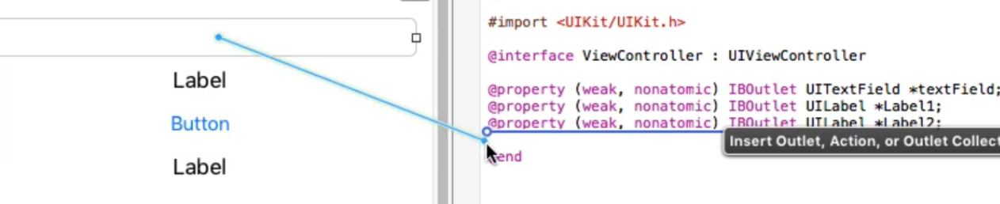 #import <UIKit/UIKit.h>
@interface ViewController : UIViewController
Label
@property (weak, nonatomic) IBOutlet UITextField *textField;
@property (weak, nonatomic) IBOutlet UILabel *Label1;
Button
@property (weak, nonatomic) IBOutlet UILabel *Label2;
Insert Outlet, Action, or Outlet Collect
end
Label